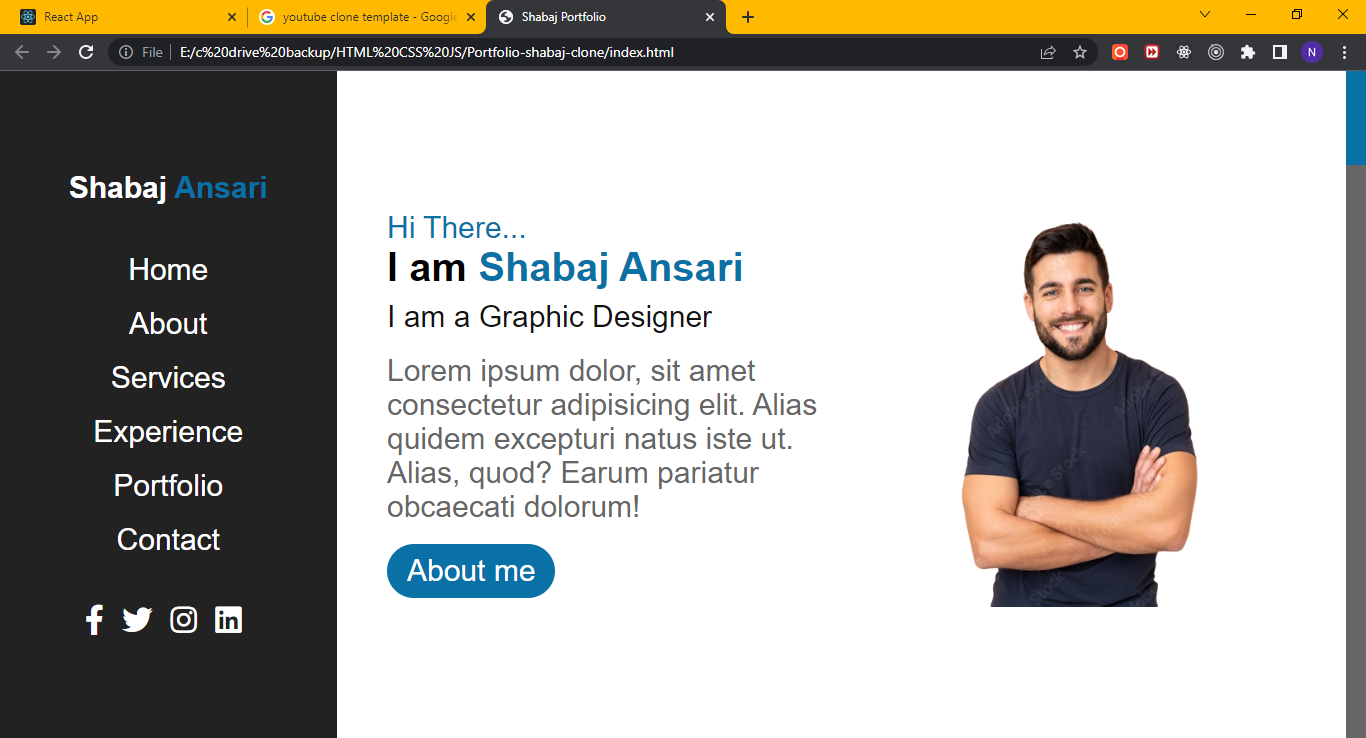 React App
youtube clone template - Google
Shabaj Portfolio
File
E:/c%20drive%20backup/HTML%20CSS%20JS/Portfolio-shabaj-clone/index.html
N
Shabaj Ansari
Home
About
Services
Experience
Portfolio
Contact
Hi There...
I am Shabaj Ansari
I am a Graphic Designer
Lorem ipsum dolor, sit amet
consectetur adipisicing elit. Alias
quidem excepturi natus iste ut.
Alias, quod? Earum pariatur
obcaecati dolorum!
About me